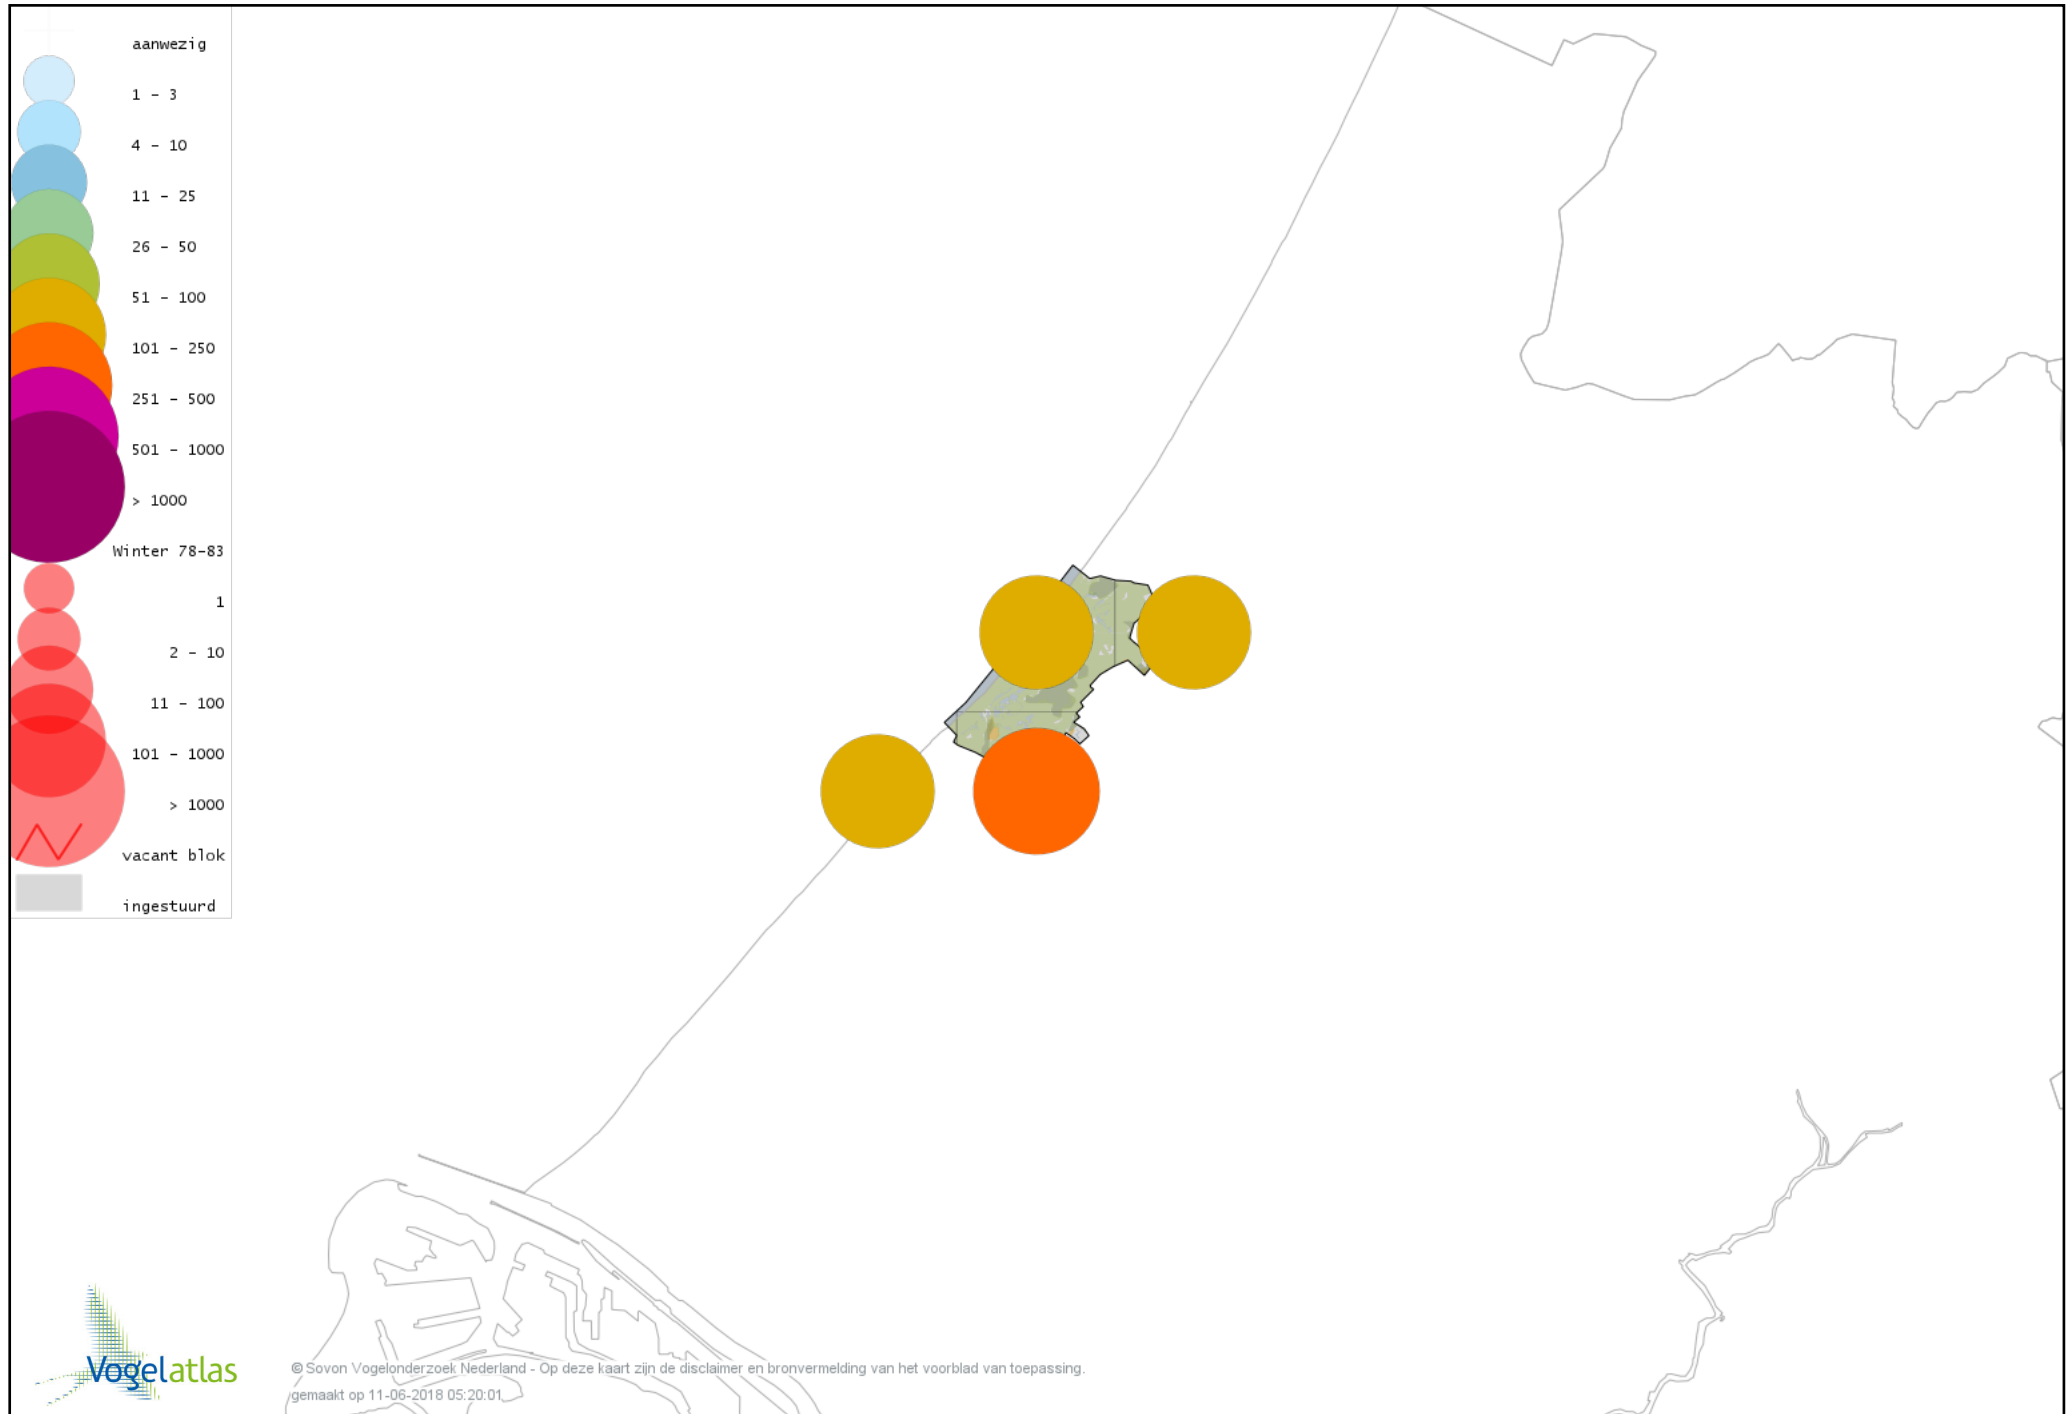 aanwezig
1 - 3
4 - 10
11 - 25
26 - 50
51 - 100
101 - 250
251 - 500
501 - 1000
> 1000
Winter 78-83
1
2 - 10
11 - 100
101 - 1000
> 1000
vacant blok
ingestuurd
Vogelatlas
© Sovon Vogelonderzoek Nederland - Op deze kaart zijn de disclaimer en bronvermelding van het voorblad van toepassing.
gemaakt op 11-06-2018 05:20:01